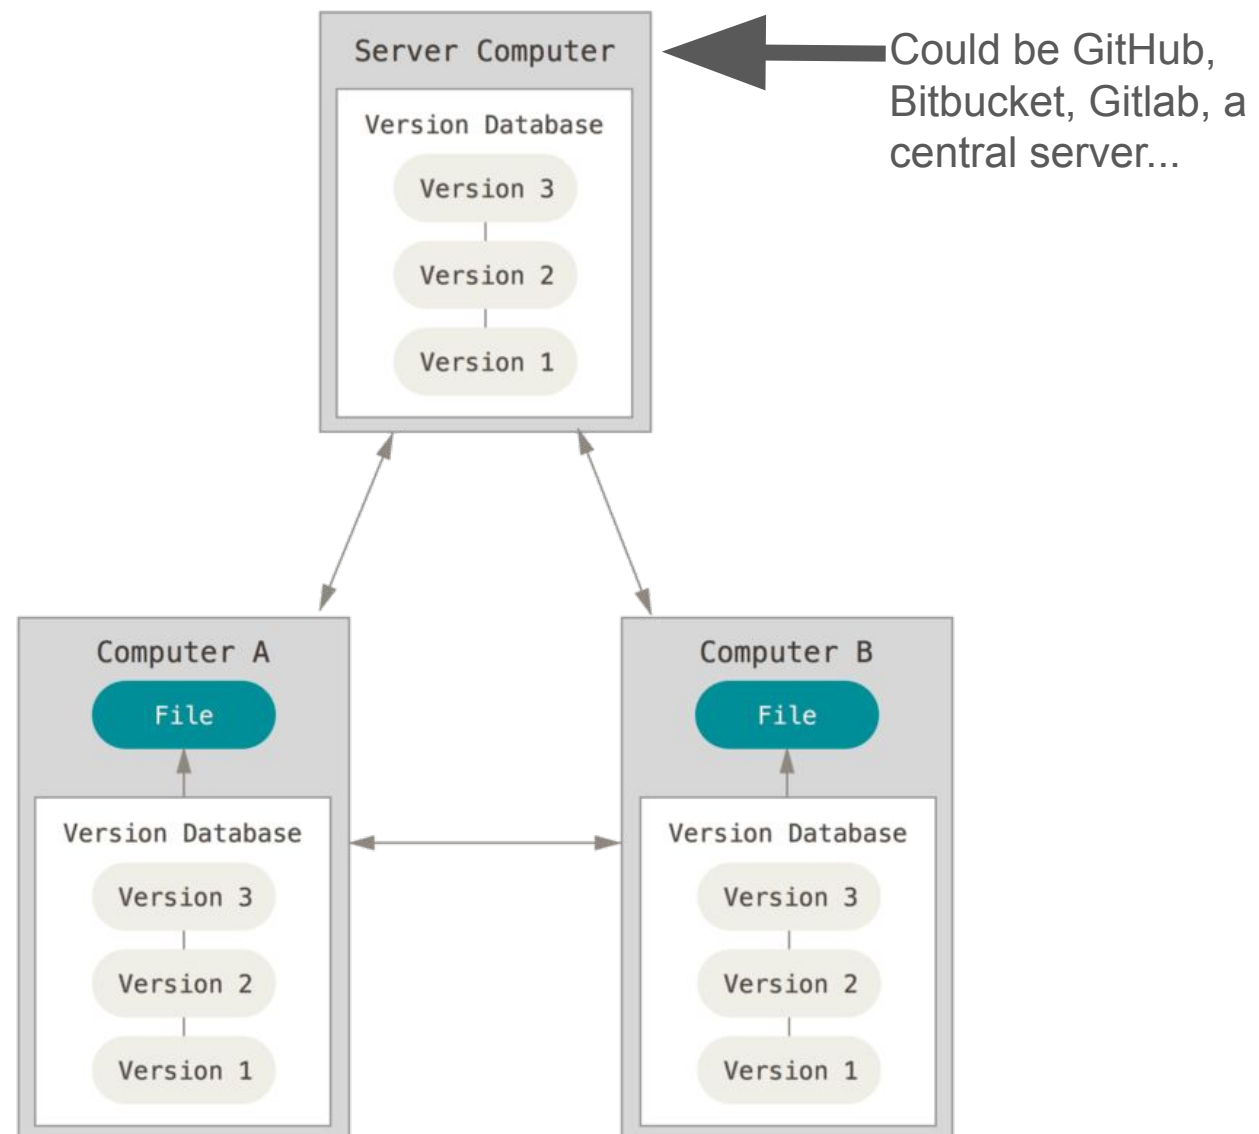 Server Computer
Could be GitHub,
Bitbucket, Gitlab, a
central server...
Version Database
Version 3
Version 2
Version 1
Computer A
File
Version Database
Version 3
Version 2
Version 1
Computer B
File
Version Database
Version 3
Version 2
Version 1